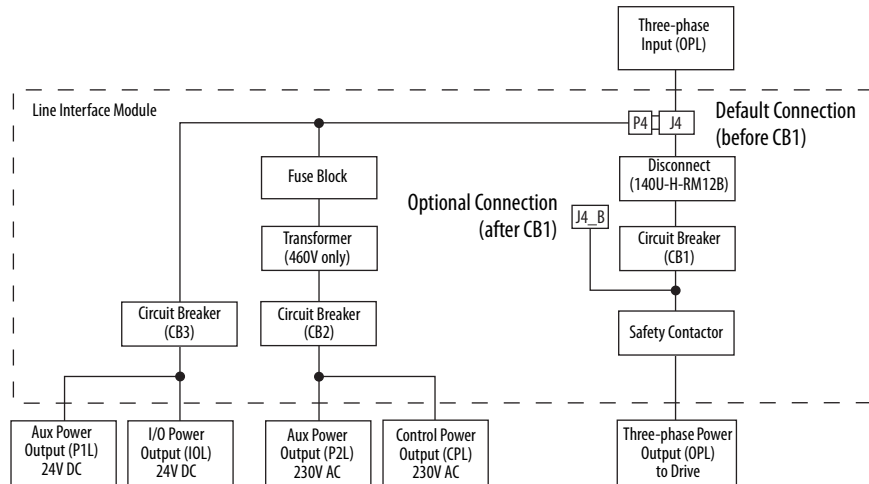 Three-phase
Input (OPL)
Line Interface Module
P4
J4
Default Connection
(before CB1)
Fuse Block
Disconnect
(140U-H-RM12B)
Optional Connection
(after CB1)
J4_B
Transformer
(460V only)
Circuit Breaker
(CB1)
Circuit Breaker
(CB3)
Circuit Breaker
(CB2)
Safety Contactor
Aux Power
Output (P1L)
24V DC
I/O Power
Output (IOL)
24V DC
Aux Power
Output (P2L)
230V AC
Control Power
Output (CPL)
230V AC
Three-phase Power
Output (OPL)
to Drive